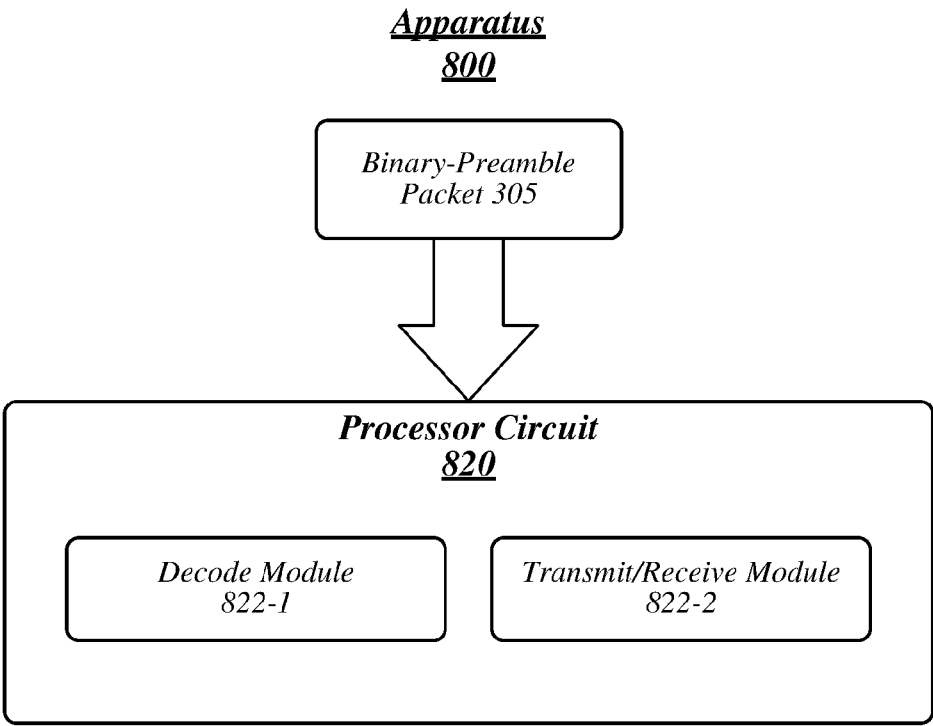 Apparatus
800
Binary-Preamble
Packet 305
Processor Circuit
820
Decode Module
822-1
Transmit/Receive Module
822-2